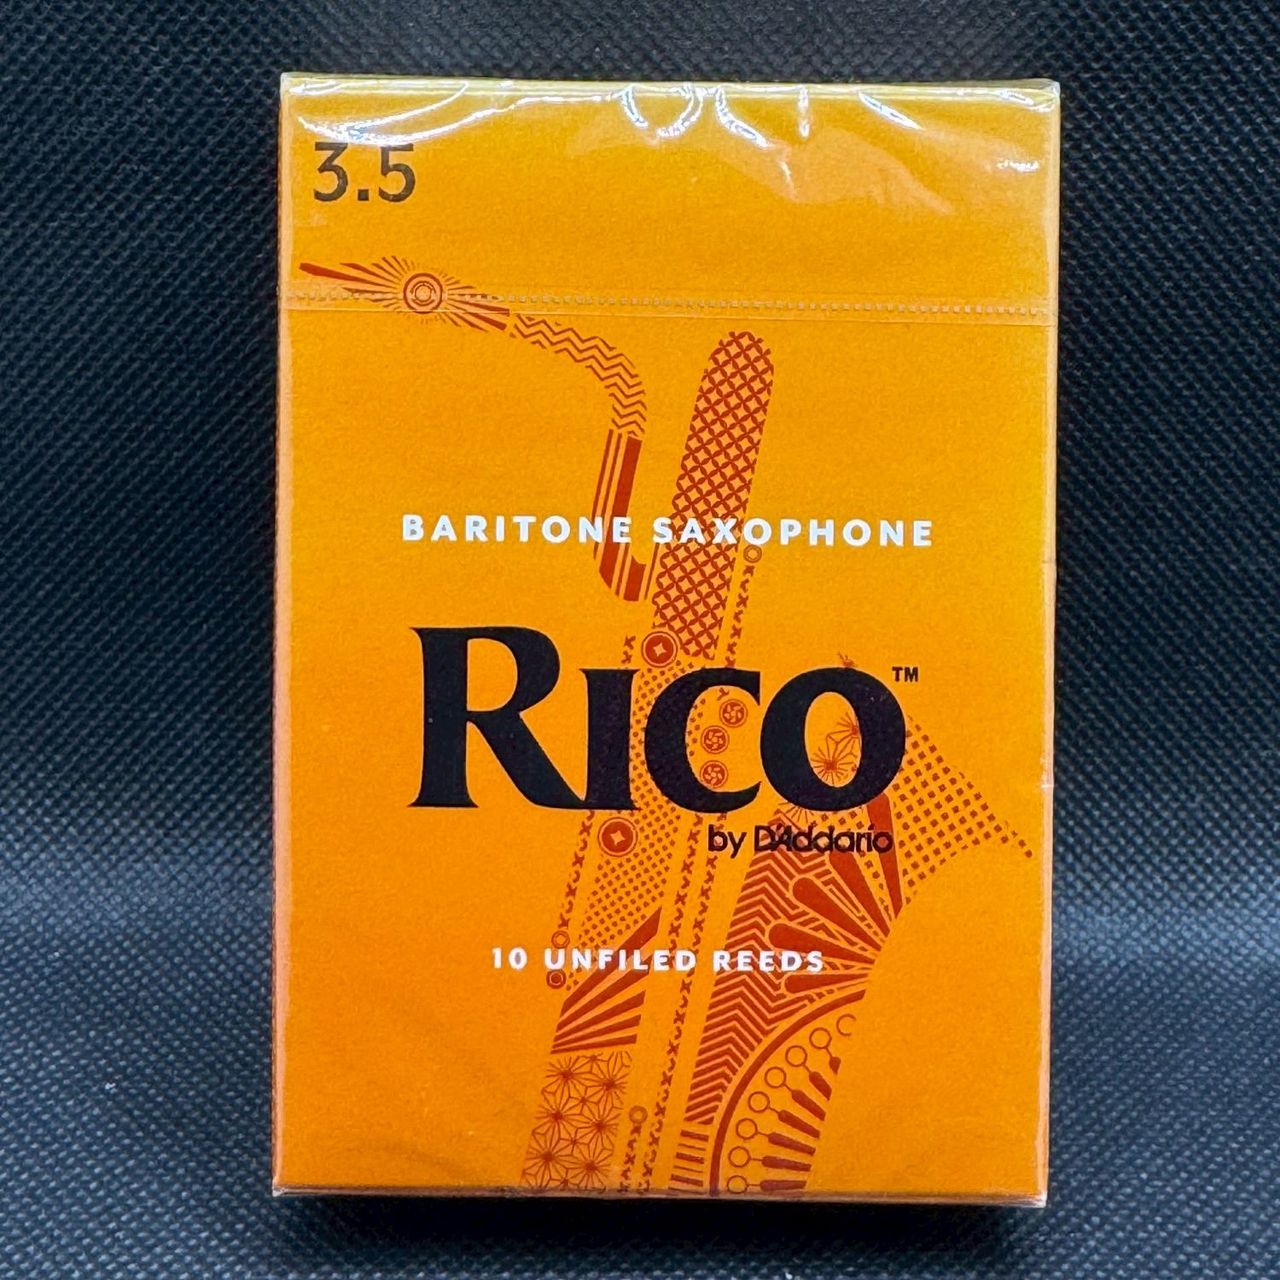 3.5
BARITONE SAXOPHONE
RICO™
by D'Addario
10 UNFILED REEDS